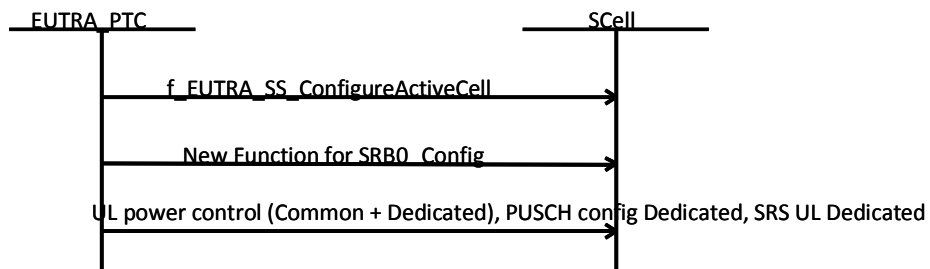 EUTRA_PTC
SCell
f_EUTRA_SS_ConfigureActiveCell
New Function for SRB0_Config
UL power control (Common + Dedicated), PUSCH config Dedicated, SRS UL Dedicated